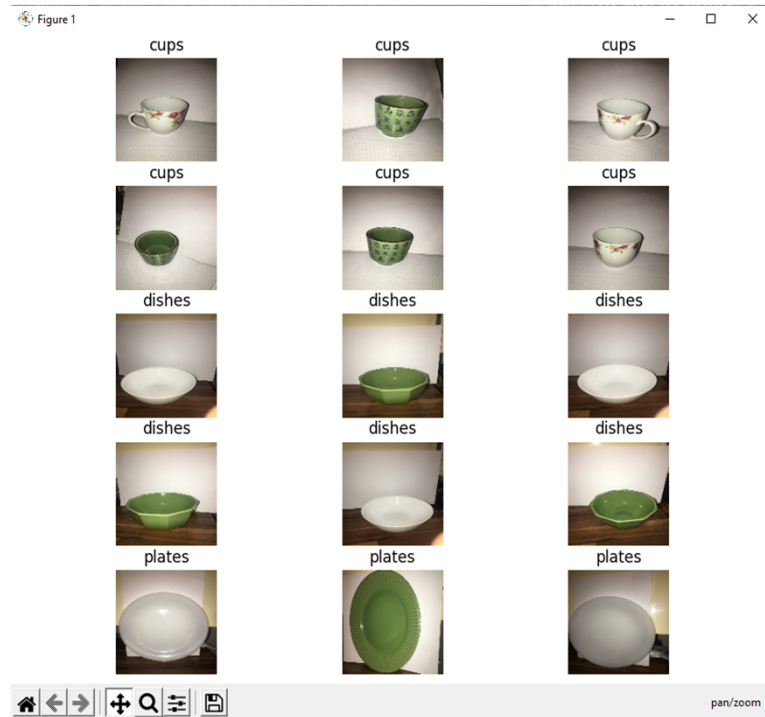 Figure 1
cups cups cups
cups cups cups
dishes dishes dishes
dishes dishes dishes
plates plates plates
pan/zoom